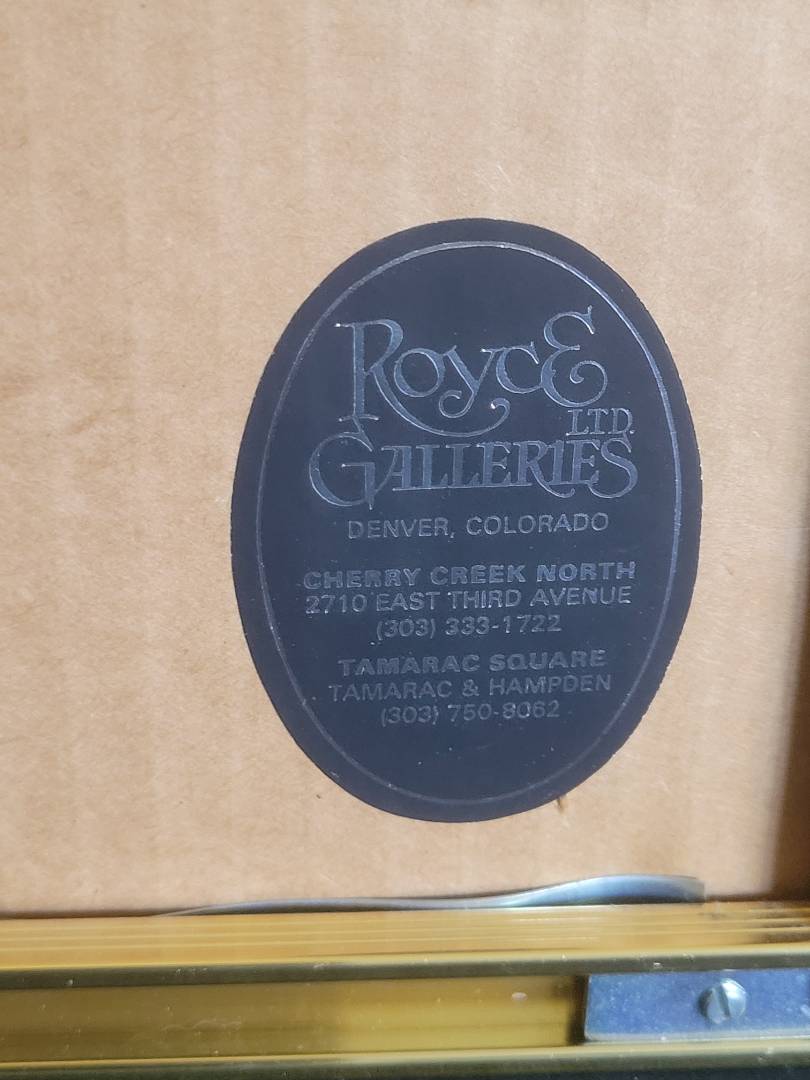 ROYCE
LTD.
GALLERIES
DENVER, COLORADO
CHERRY CREEK NORTH
2710 EAST THIRD AVENUE
(303) 333-1722
TAMARAC SQUARE
TAMARAC & HAMPDEN
(303) 750-8062